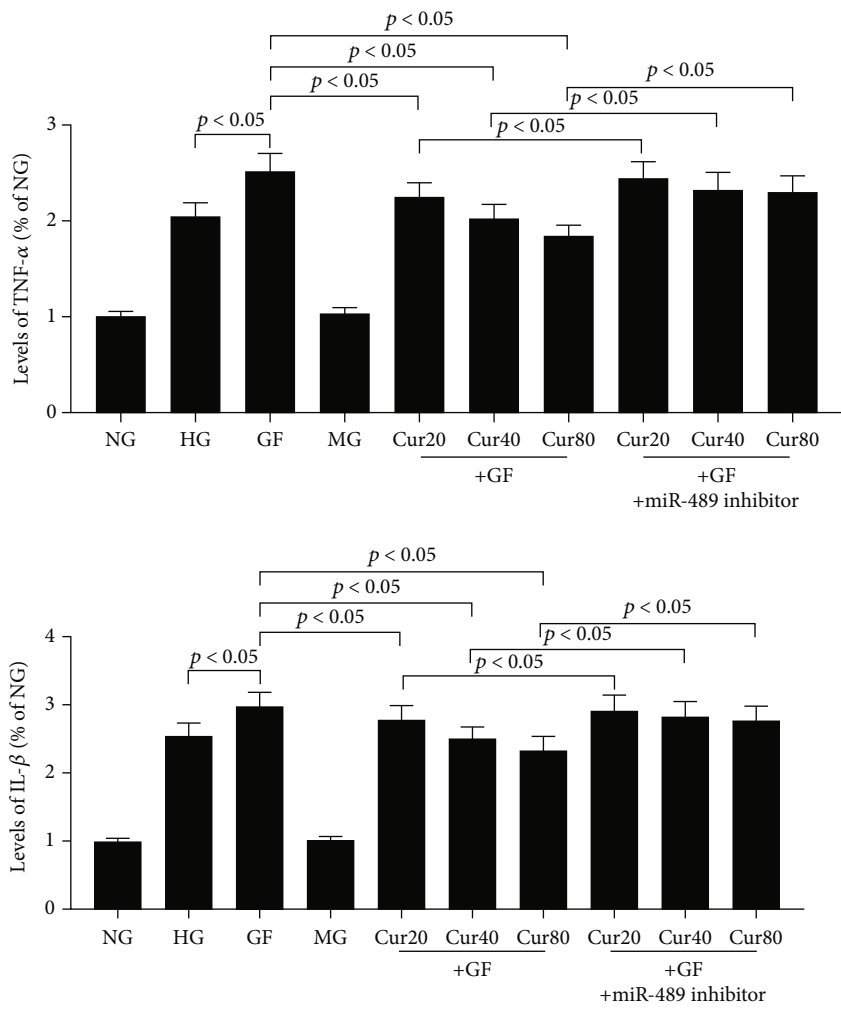 p < 0.05
p < 0.05
p < 0.05
p < 0.05
p < 0.05
p < 0.05
p < 0.05
Levels of TNF-α (% of NG)
3
2
1
0
NG HG GF MG Cur20 Cur40 Cur80 Cur20 Cur40 Cur80
+GF +GF
+miR-489 inhibitor
p < 0.05
p < 0.05
p < 0.05
p < 0.05
p < 0.05
p < 0.05
p < 0.05
Levels of IL-β (% of NG)
4
3
2
1
0
NG HG GF MG Cur20 Cur40 Cur80 Cur20 Cur40 Cur80
+GF +GF
+miR-489 inhibitor